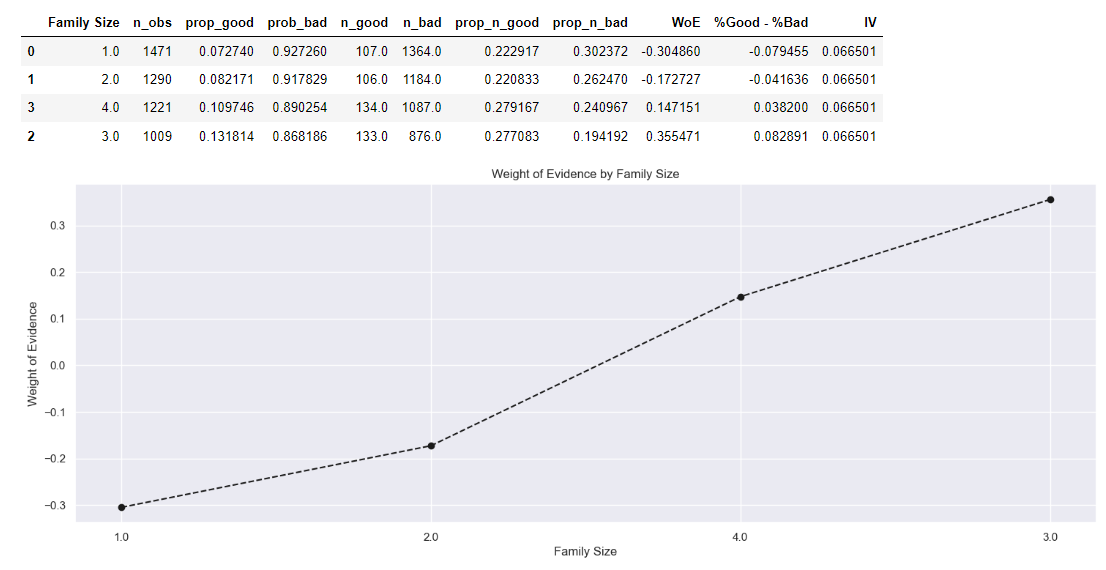 Family Size n_obs prop_good prob_bad n_good n_bad prop_n_good prop_n_bad WoE %Good - %Bad IV
0 1.0 1471 0.072740 0.927260 107.0 1364.0 0.222917 0.302372 -0.304860 -0.079455 0.066501
1 2.0 1290 0.082171 0.917829 106.0 1184.0 0.220833 0.262470 -0.172727 -0.041636 0.066501
3 4.0 1221 0.109746 0.890254 134.0 1087.0 0.279167 0.240967 0.147151 0.038200 0.066501
2 3.0 1009 0.131814 0.868186 133.0 876.0 0.277083 0.194192 0.355471 0.082891 0.066501
Weight of Evidence by Family Size
Weight of Evidence
0.3
0.2
0.1
0.0
−0.1
−0.2
−0.3
1.0 2.0 4.0 3.0
Family Size